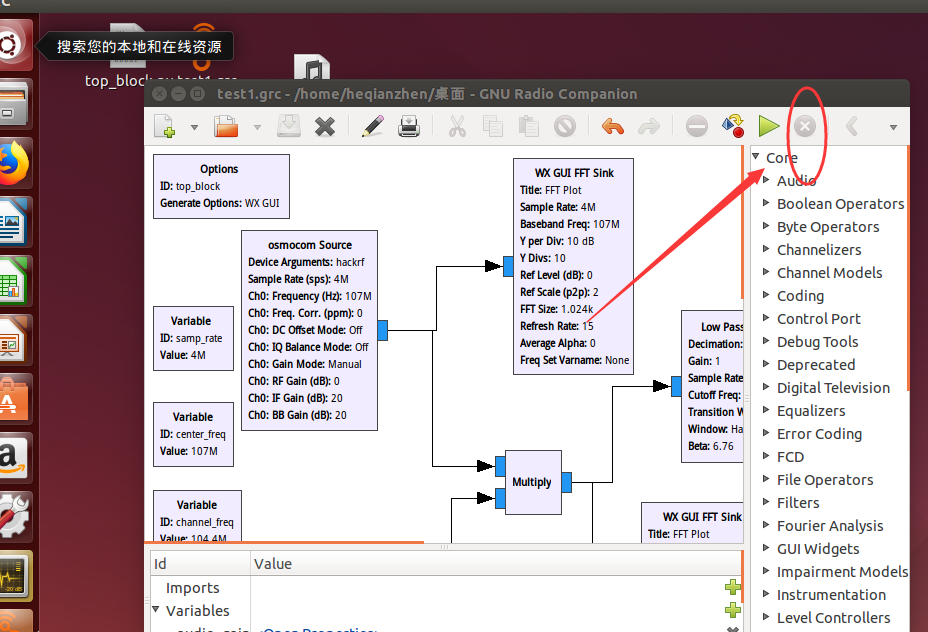 搜索您的本地和在线资源
test1.grc - /home/heqianzhen/桌面 - GNU Radio Companion
Options
ID: top_block
Generate Options: WX GUI
osmocom Source
Device Arguments: hackrf
Sample Rate (sps): 4M
Ch0: Frequency (Hz): 107M
Ch0: Freq. Corr. (ppm): 0
Ch0: DC Offset Mode: Off
Ch0: IQ Balance Mode: Off
Ch0: Gain Mode: Manual
Ch0: RF Gain (dB): 0
Ch0: IF Gain (dB): 20
Ch0: BB Gain (dB): 20
Variable
ID: samp_rate
Value: 4M
Variable
ID: center_freq
Value: 107M
Variable
ID: channel_freq
Value: 104.4M
WX GUI FFT Sink
Title: FFT Plot
Sample Rate: 4M
Baseband Freq: 107M
Y per Div: 10 dB
Y Divs: 10
Ref Level (dB): 0
Ref Scale (p2p): 2
FFT Size: 1.024k
Refresh Rate: 15
Average Alpha: 0
Freq Set Varname: None
Multiply
Low Pass
Decimation:
Gain: 1
Sample Rate
Cutoff Freq:
Transition W
Window: Ha
Beta: 6.76
WX GUI FFT Sink
Title: FFT Plot
Core
Audio
Boolean Operators
Byte Operators
Channelizers
Channel Models
Coding
Control Port
Debug Tools
Deprecated
Digital Television
Equalizers
Error Coding
FCD
File Operators
Filters
Fourier Analysis
GUI Widgets
Impairment Models
Instrumentation
Level Controllers
Id Value
Imports
Variables